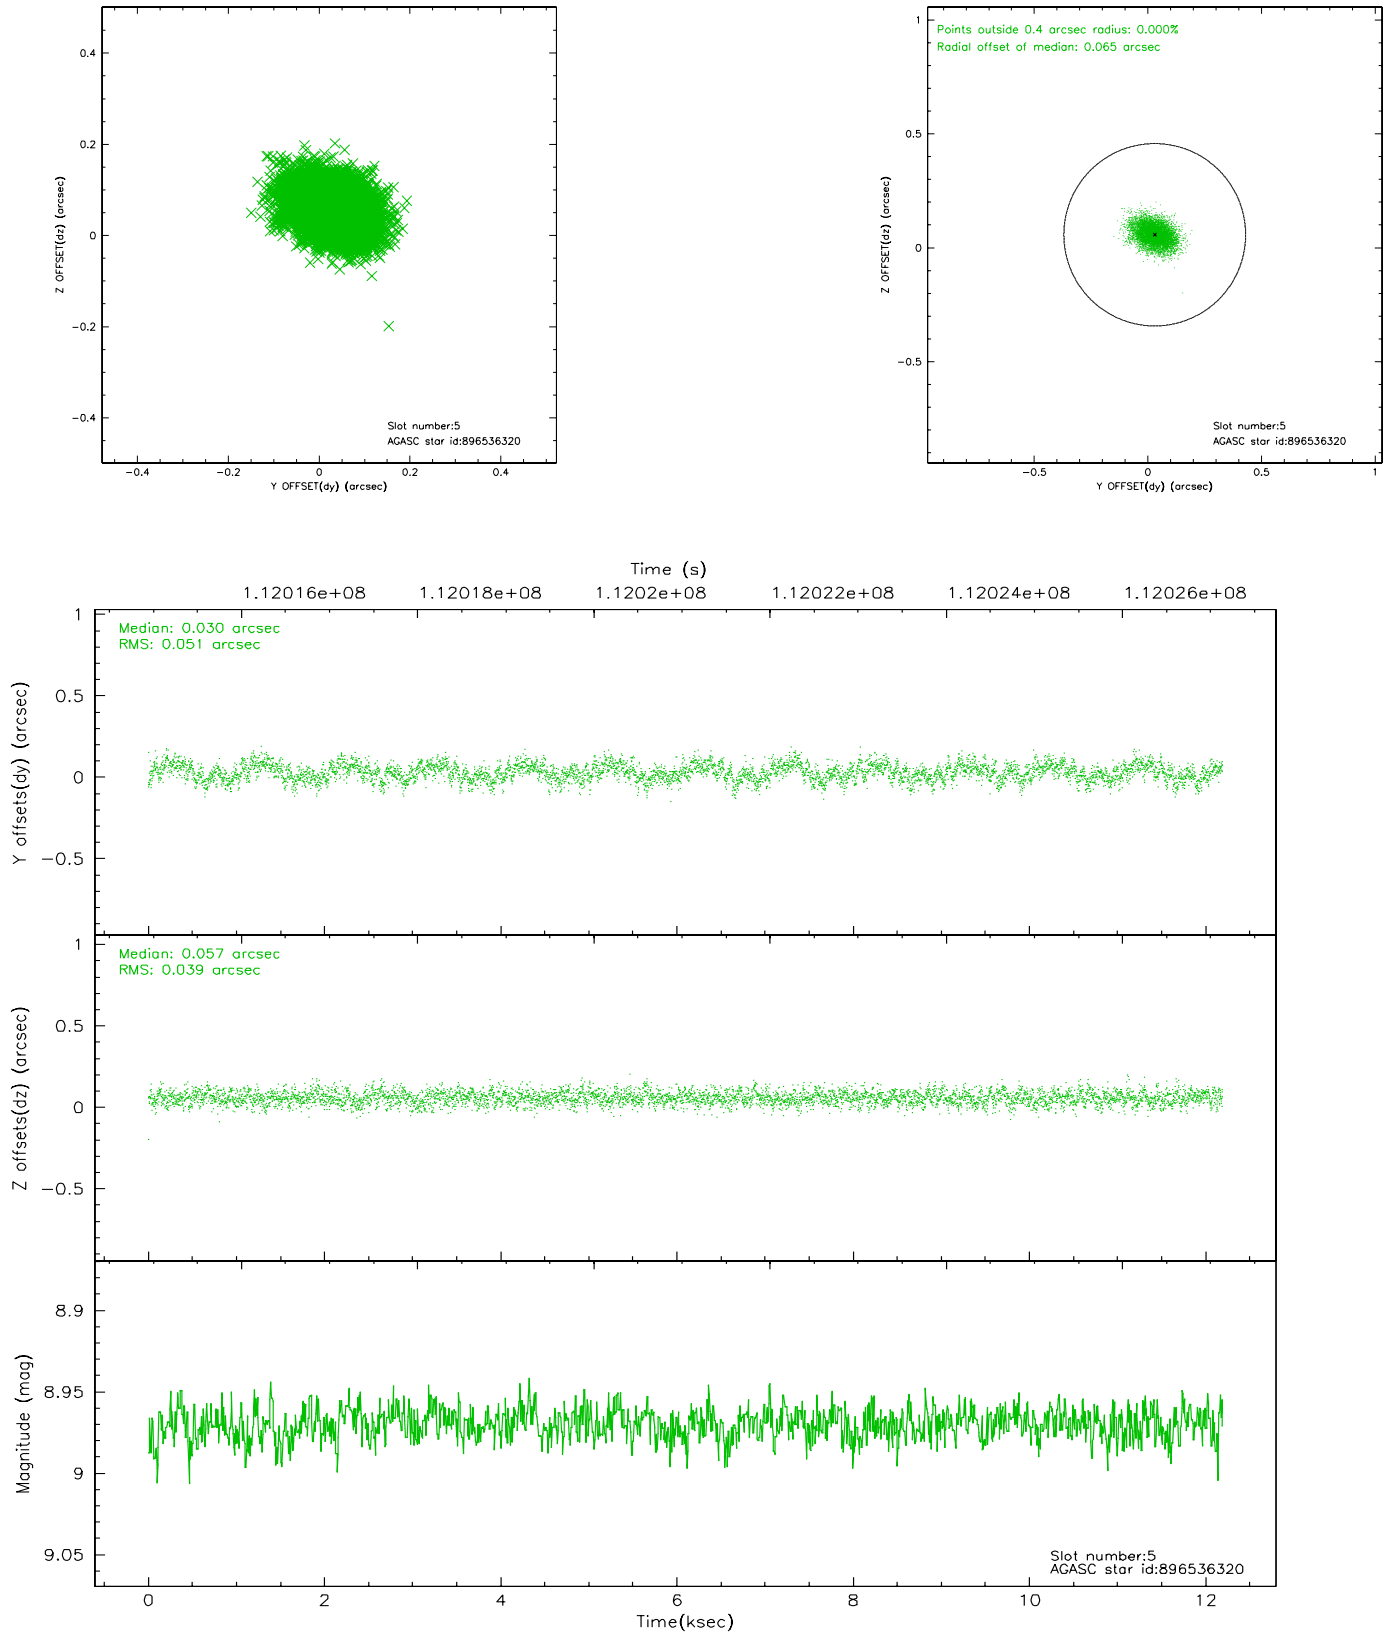 0.4
0.2
0
-0.2
-0.4
Z OFFSET(dz) (arcsec)
Slot number:5
AGASC star id:896536320
-0.4 -0.2 0 0.2 0.4
Y OFFSET(dy) (arcsec)
Points outside 0.4 arcsec radius: 0.000%
Radial offset of median: 0.065 arcsec
1
0.5
0
-0.5
Z OFFSET(dz) (arcsec)
Slot number:5
AGASC star id:896536320
-0.5 0 0.5 1
Y OFFSET(dy) (arcsec)
Time (s)
1.12016e+08 1.12018e+08 1.1202e+08 1.12022e+08 1.12024e+08 1.12026e+08
Median: 0.030 arcsec
RMS: 0.051 arcsec
1
0.5
0
-0.5
Y offsets(dy) (arcsec)
Median: 0.057 arcsec
RMS: 0.039 arcsec
1
0.5
0
-0.5
Z offsets(dz) (arcsec)
8.9
8.95
9
9.05
Magnitude (mag)
Slot number:5
AGASC star id:896536320
0 2 4 6 8 10 12
Time(ksec)